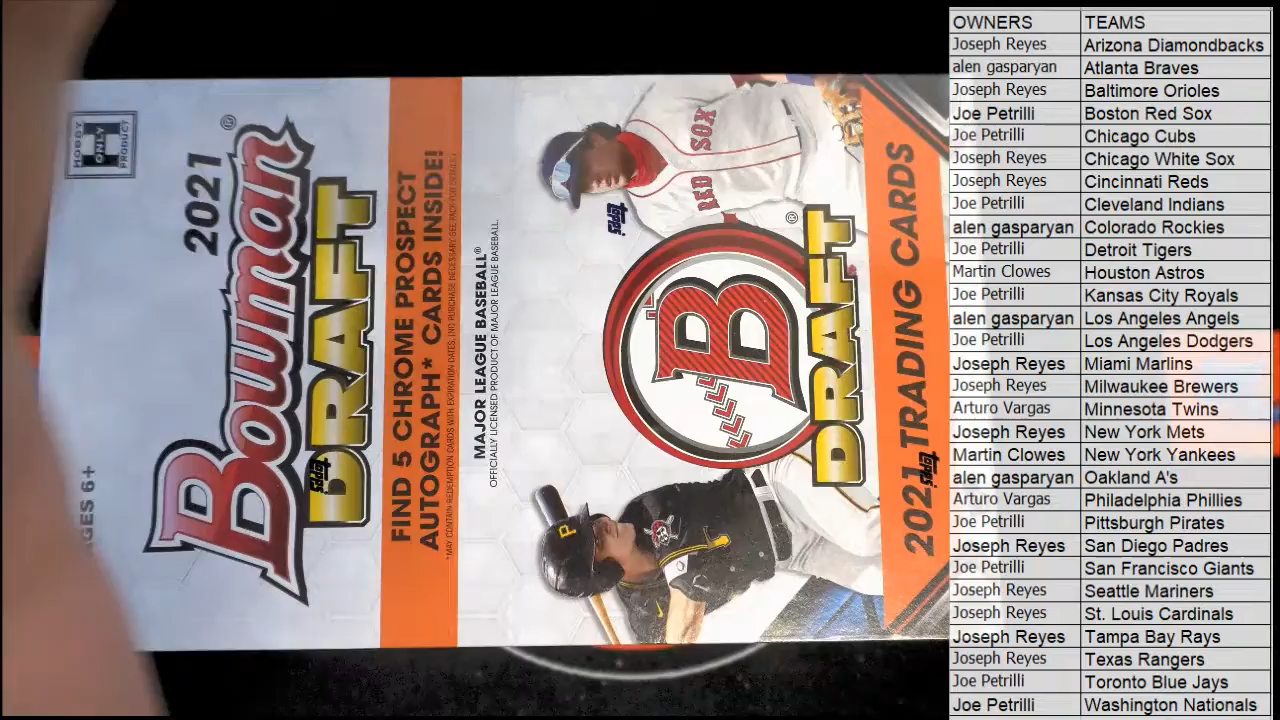 HOBBY
ONLY
PRODUCT
2021
Bowman®
DRAFT
topps
AGES 6+
FIND 5 CHROME PROSPECT
AUTOGRAPH* CARDS INSIDE!
MAJOR LEAGUE BASEBALL®
OFFICIALLY LICENSED PRODUCT OF MAJOR LEAGUE BASEBALL.
RED SOX
topps
B
DRAFT
®
P
2021 TRADING CARDS
topps
OWNERS TEAMS
Joseph Reyes Arizona Diamondbacks
alen gasparyan Atlanta Braves
Joseph Reyes Baltimore Orioles
Joe Petrilli Boston Red Sox
Joe Petrilli Chicago Cubs
Joseph Reyes Chicago White Sox
Joseph Reyes Cincinnati Reds
Joe Petrilli Cleveland Indians
alen gasparyan Colorado Rockies
Joe Petrilli Detroit Tigers
Martin Clowes Houston Astros
Joe Petrilli Kansas City Royals
alen gasparyan Los Angeles Angels
Joe Petrilli Los Angeles Dodgers
Joseph Reyes Miami Marlins
Joseph Reyes Milwaukee Brewers
Arturo Vargas Minnesota Twins
Joseph Reyes New York Mets
Martin Clowes New York Yankees
alen gasparyan Oakland A's
Arturo Vargas Philadelphia Phillies
Joe Petrilli Pittsburgh Pirates
Joseph Reyes San Diego Padres
Joe Petrilli San Francisco Giants
Joseph Reyes Seattle Mariners
Joseph Reyes St. Louis Cardinals
Joseph Reyes Tampa Bay Rays
Joseph Reyes Texas Rangers
Joe Petrilli Toronto Blue Jays
Joe Petrilli Washington Nationals